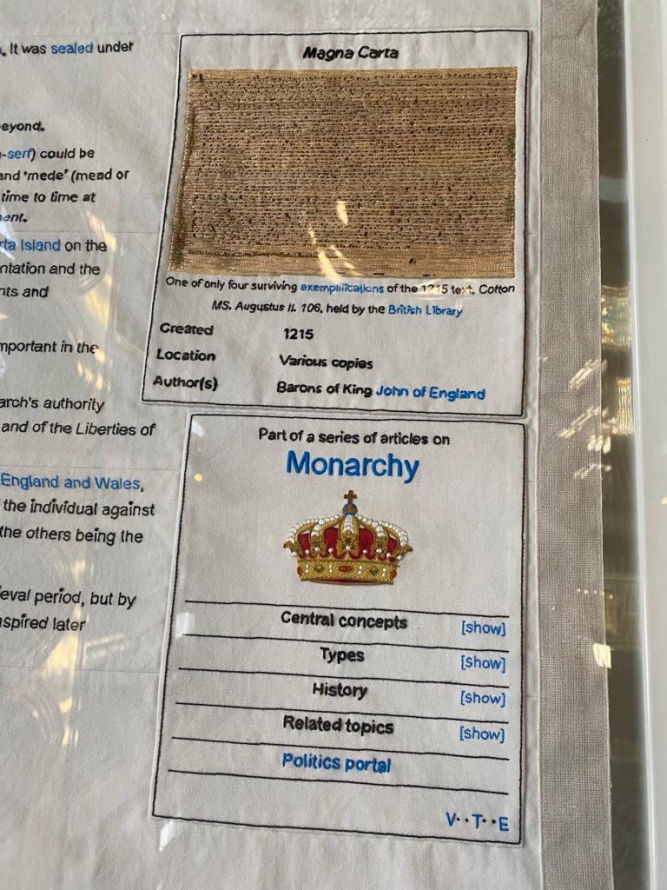 . It was sealed under
eyond.
-serf) could be
and 'mede' (mead or
time to time at
ent.
rta Island on the
ntation and the
nts and
mportant in the
arch's authority
and of the Liberties of
England and Wales,
the individual against
the others being the
eval period, but by
nspired later
Magna Carta
One of only four surviving exemplifications of the 1215 text, Cotton
MS. Augustus II. 106, held by the British Library
Created 1215
Location Various copies
Author(s) Barons of King John of England
Part of a series of articles on
Monarchy
Central concepts [show]
Types [show]
History [show]
Related topics [show]
Politics portal
V · · T · · E